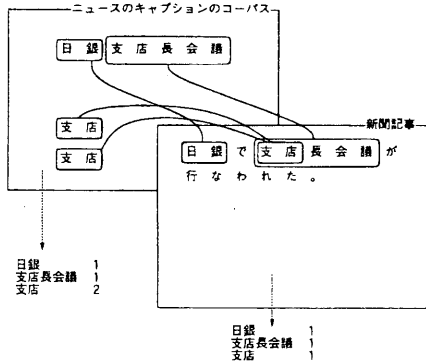 ニュースのキャプションのコーパス
日銀支店長会議
支店
支店
新聞記事
日銀で支店長会議が
行なわれた。
日銀 1
支店長会議 1
支店 2
日銀 1
支店長会議 1
支店 1